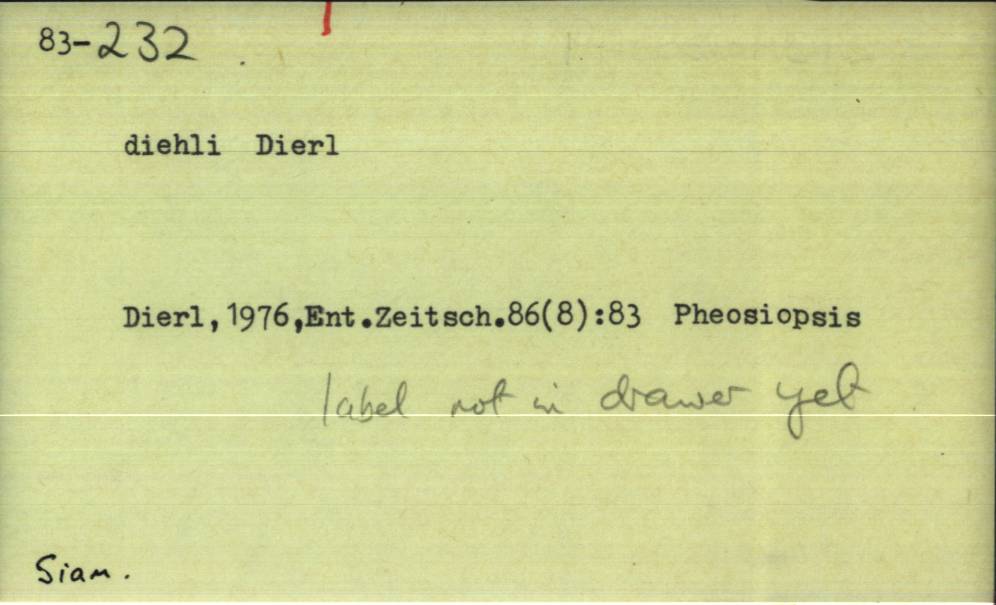 83-232
diehli Dierl
Dierl,1976,Ent.Zeitsch.86(8):83 Pheosiopsis
label not in drawer yet
Siam.